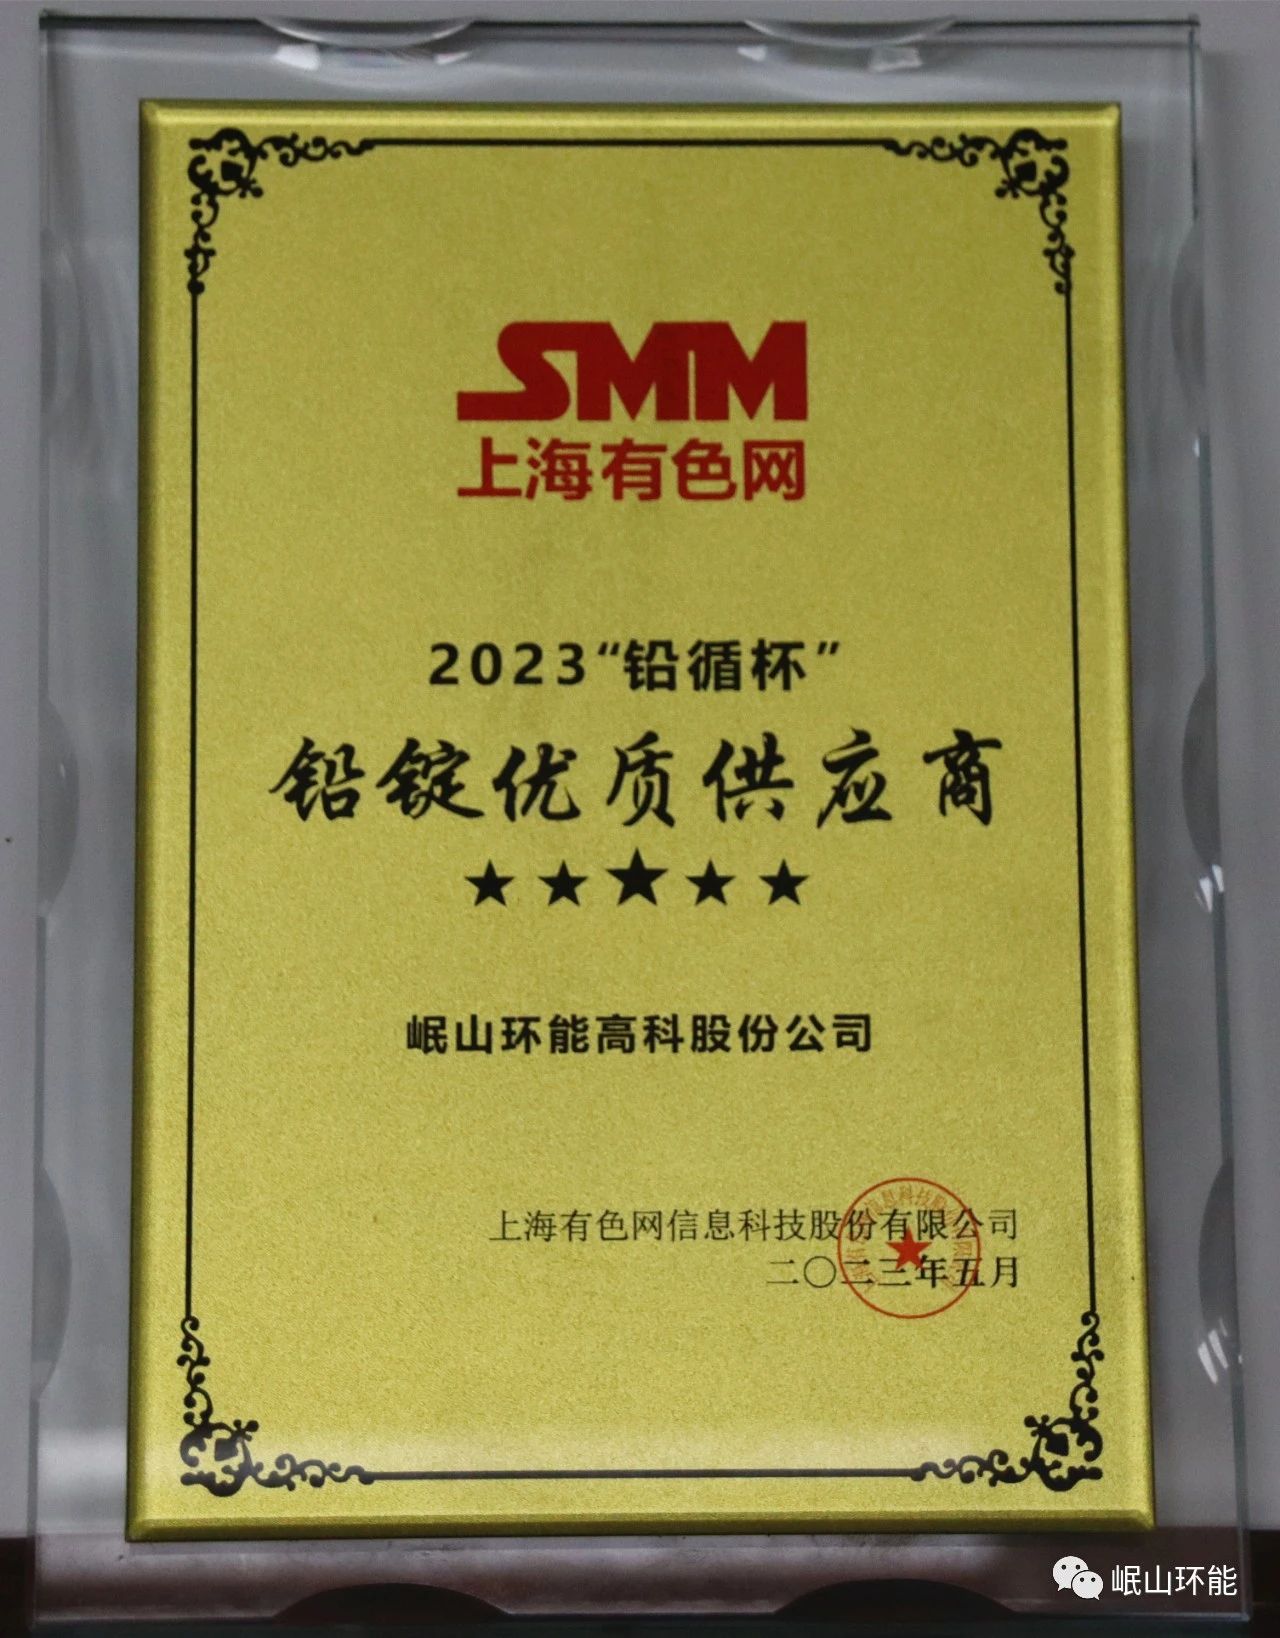 SMM
上海有色网
2023“铅循杯”
铅锭优质供应商
★★★★★
岷山环能高科股份公司
上海有色网信息科技股份有限公司
二〇二三年五月
岷山环能